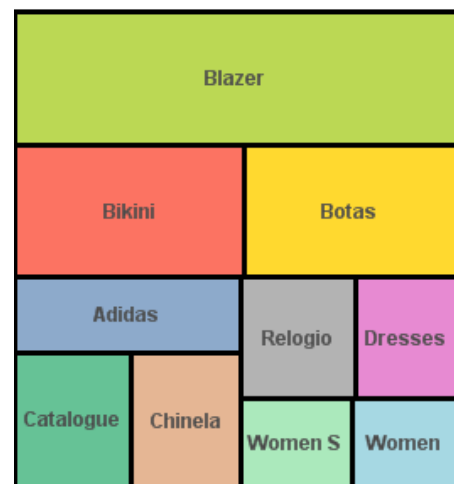 Blazer
Bikini
Botas
Adidas
Relogio
Dresses
Catalogue
Chinela
Women S
Women